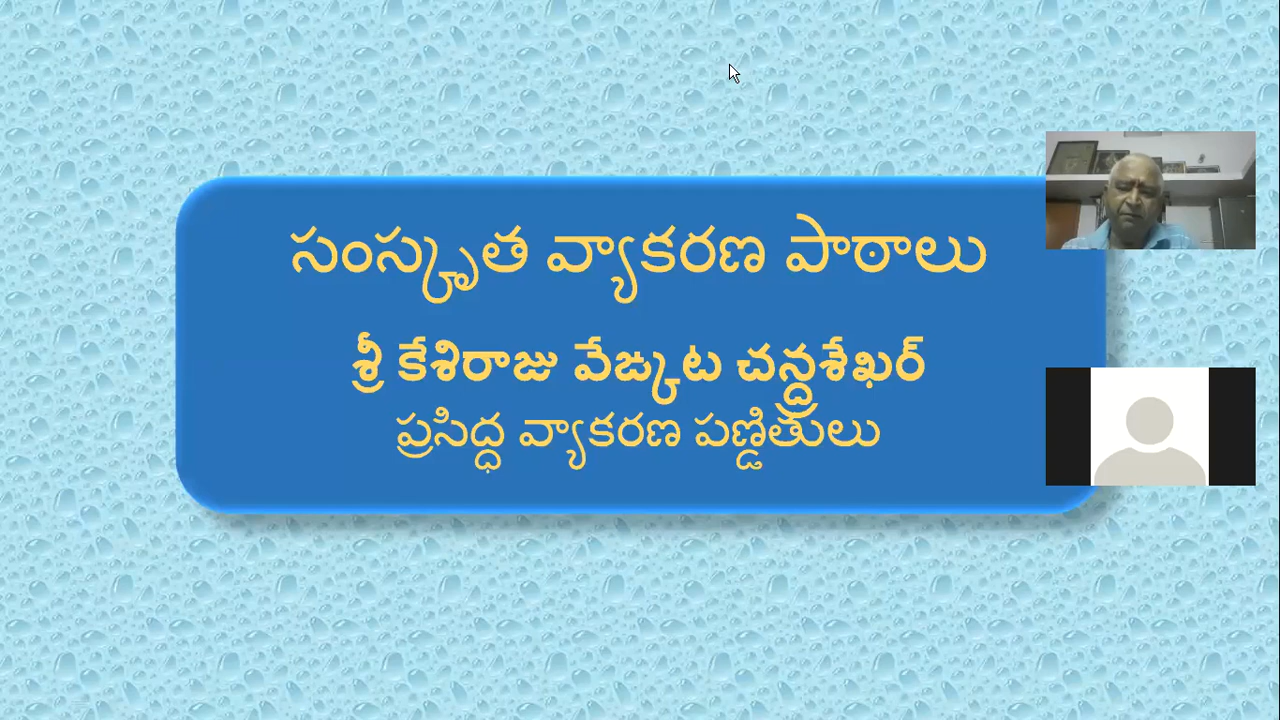 సంస్కృత వ్యాకరణ పాఠాలు
శ్రీ కేశిరాజు వేఙ్కట చన్ద్రశేఖర్
ప్రసిద్ధ వ్యాకరణ పణ్డితులు